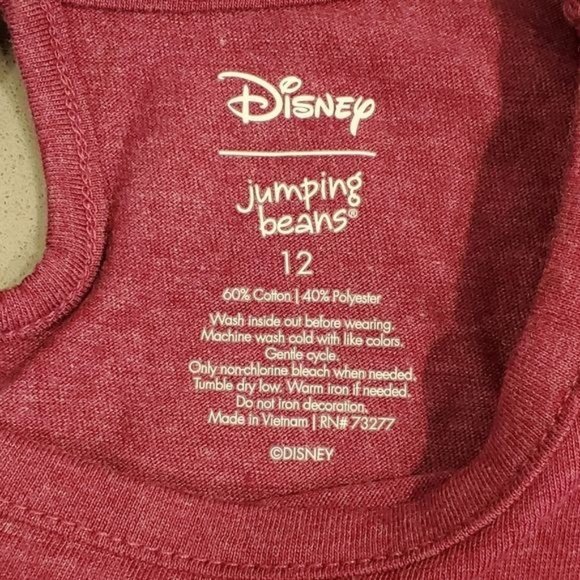 Disney
jumping
beans®
12
60% Cotton | 40% Polyester
Wash inside out before wearing.
Machine wash cold with like colors.
Gentle cycle.
Only non-chlorine bleach when needed.
Tumble dry low. Warm iron if needed.
Do not iron decoration.
Made in Vietnam | RN# 73277
©DISNEY